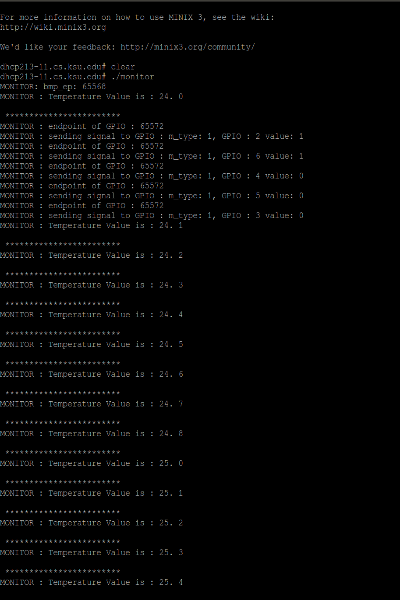 For more information on how to use MINIX 3, see the wiki:
http://wiki.minix3.org
We'd like your feedback: http://minix3.org/community/
dhcp213-11.cs.ksu.edu# clear
dhcp213-11.cs.ksu.edu# ./monitor
MONITOR: bmp ep: 65568
MONITOR : Temperature Value is : 24. 0
************************
MONITOR : endpoint of GPIO : 65572
MONITOR : sending signal to GPIO : m_type: 1, GPIO : 2 value: 1
MONITOR : endpoint of GPIO : 65572
MONITOR : sending signal to GPIO : m_type: 1, GPIO : 6 value: 1
MONITOR : endpoint of GPIO : 65572
MONITOR : sending signal to GPIO : m_type: 1, GPIO : 4 value: 0
MONITOR : endpoint of GPIO : 65572
MONITOR : sending signal to GPIO : m_type: 1, GPIO : 5 value: 0
MONITOR : endpoint of GPIO : 65572
MONITOR : sending signal to GPIO : m_type: 1, GPIO : 3 value: 0
MONITOR : Temperature Value is : 24. 1
************************
MONITOR : Temperature Value is : 24. 2
************************
MONITOR : Temperature Value is : 24. 3
************************
MONITOR : Temperature Value is : 24. 4
************************
MONITOR : Temperature Value is : 24. 5
************************
MONITOR : Temperature Value is : 24. 6
************************
MONITOR : Temperature Value is : 24. 7
************************
MONITOR : Temperature Value is : 24. 8
************************
MONITOR : Temperature Value is : 25. 0
************************
MONITOR : Temperature Value is : 25. 1
************************
MONITOR : Temperature Value is : 25. 2
************************
MONITOR : Temperature Value is : 25. 3
************************
MONITOR : Temperature Value is : 25. 4